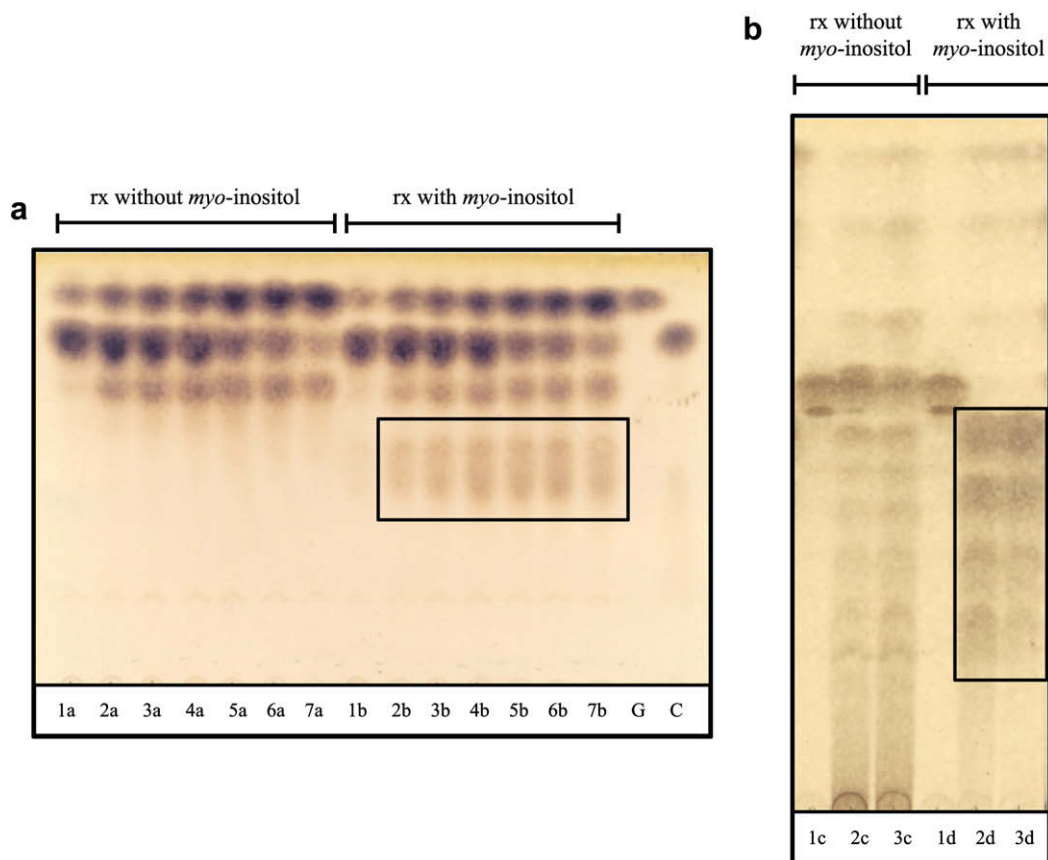 a
rx without myo-inositol
rx with myo-inositol
1a 2a 3a 4a 5a 6a 7a 1b 2b 3b 4b 5b 6b 7b G C
b
rx without
myo-inositol
rx with
myo-inositol
1c 2c 3c 1d 2d 3d